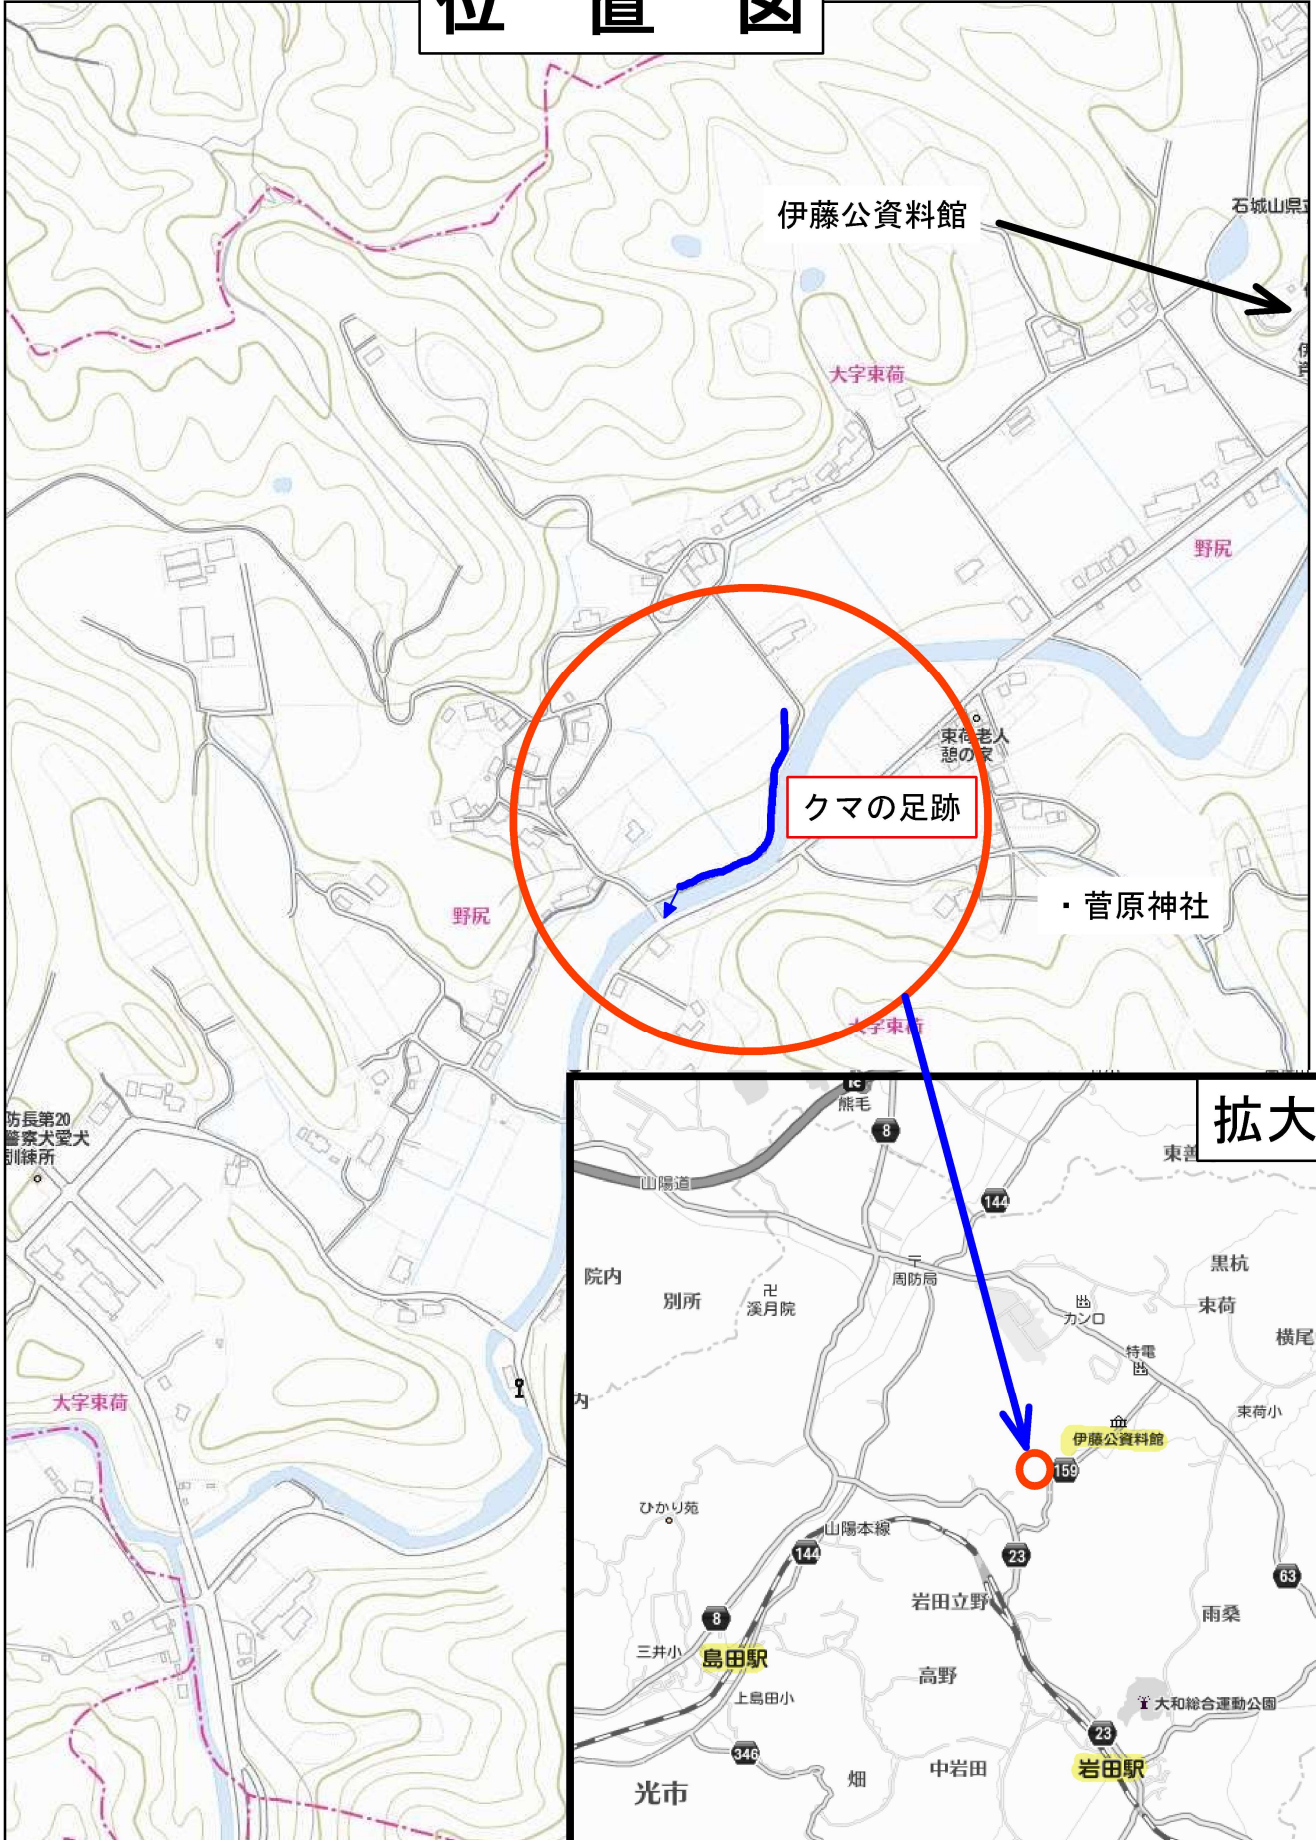 位置図
伊藤公資料館
石城山県
大字束荷
野尻
束荷老人
憩の家
クマの足跡
・菅原神社
野尻
大字束荷
防長第20
警察犬愛犬
訓練所
大字束荷
拡大
熊毛
8
東善
山陽道
144
院内
別所
溪月院
周防局
黒杭
束荷
カンロ
横尾
特電
内
束荷小
伊藤公資料館
159
ひかり苑
山陽本線
144
23
63
岩田立野
雨桑
8
三井小
島田駅
高野
上島田小
大和総合運動公園
23
346
中岩田
岩田駅
畑
光市